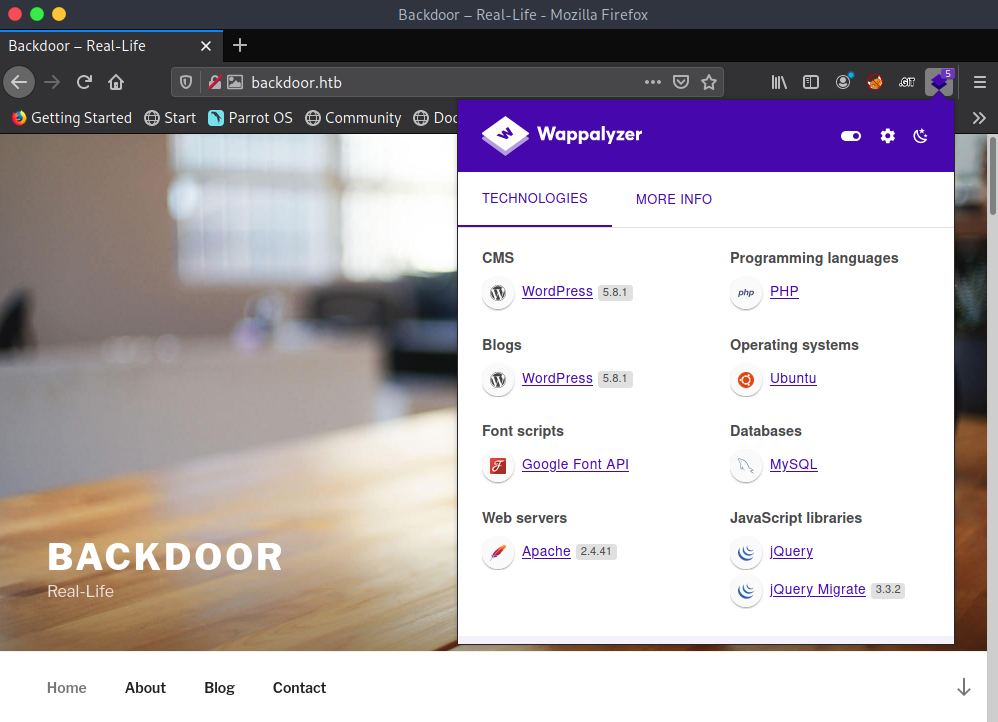 Backdoor – Real-Life - Mozilla Firefox
Backdoor – Real-Life
backdoor.htb
.GIT
5
Getting Started
Start
Parrot OS
Community
Doc
W
Wappalyzer
TECHNOLOGIES
MORE INFO
CMS
WordPress 5.8.1
Programming languages
php PHP
Blogs
WordPress 5.8.1
Operating systems
Ubuntu
Font scripts
Google Font API
Databases
MySQL
Web servers
Apache 2.4.41
JavaScript libraries
jQuery
jQuery Migrate 3.3.2
BACKDOOR
Real-Life
Home
About
Blog
Contact